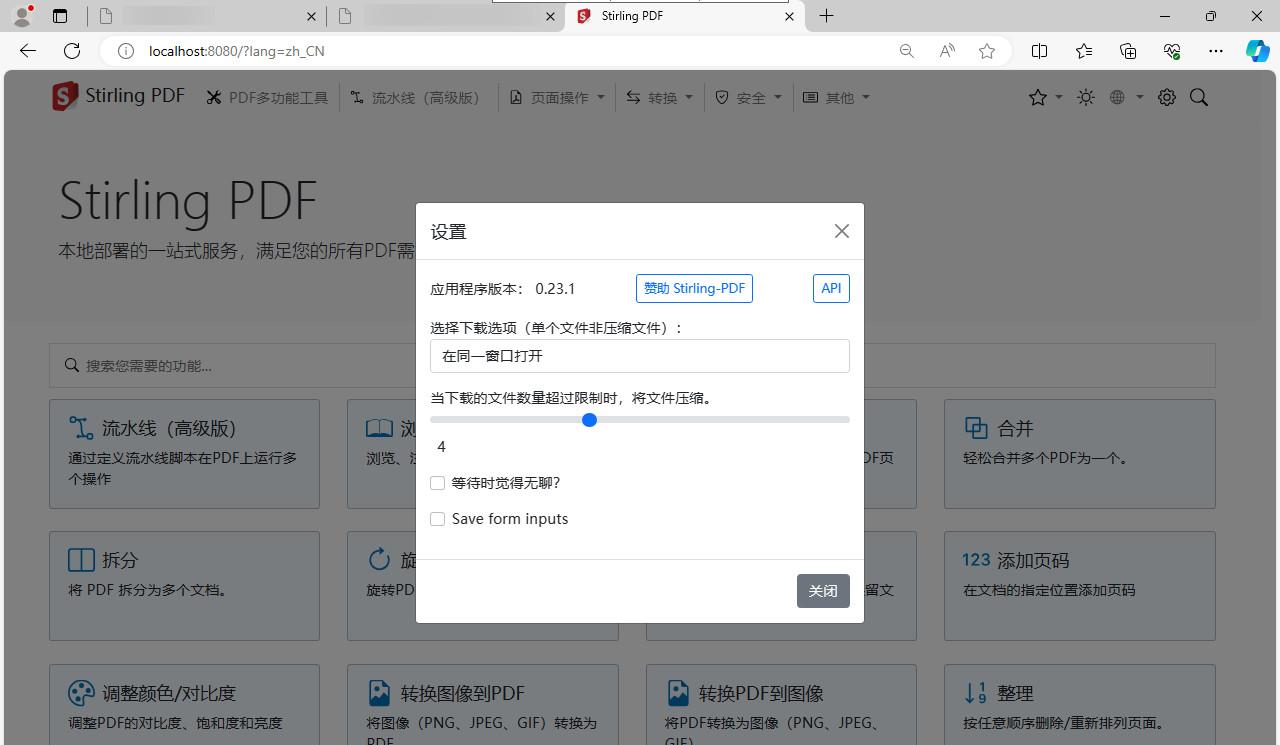 Stirling PDF
localhost:8080/?lang=zh_CN
Stirling PDF
PDF多功能工具
流水线（高级版）
页面操作
转换
安全
其他
Stirling PDF
本地部署的一站式服务，满足您的所有PDF需
设置
应用程序版本： 0.23.1
赞助 Stirling-PDF
API
选择下载选项（单个文件非压缩文件）：
在同一窗口打开
当下载的文件数量超过限制时，将文件压缩。
4
等待时觉得无聊？
Save form inputs
关闭
搜索您需要的功能...
流水线（高级版）
通过定义流水线脚本在PDF上运行多
个操作
浏览、
DF页
合并
轻松合并多个PDF为一个。
拆分
将 PDF 拆分为多个文档。
旋
旋转PD
留文
123 添加页码
在文档的指定位置添加页码
调整颜色/对比度
调整PDF的对比度、饱和度和亮度
转换图像到PDF
将图像（PNG、JPEG、GIF）转换为
PDF
转换PDF到图像
将PDF转换为图像（PNG、JPEG、
GIF）
整理
按任意顺序删除/重新排列页面。